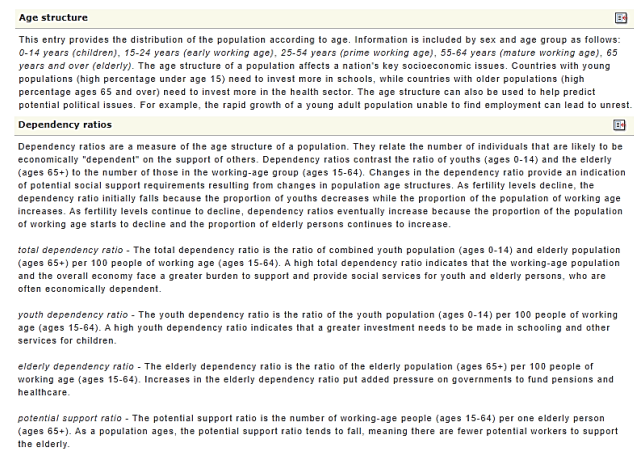 Age structure
This entry provides the distribution of the population according to age. Information is included by sex and age group as follows:
0-14 years (children), 15-24 years (early working age), 25-54 years (prime working age), 55-64 years (mature working age), 65
years and over (elderly). The age structure of a population affects a nation's key socioeconomic issues. Countries with young
populations (high percentage under age 15) need to invest more in schools, while countries with older populations (high
percentage ages 65 and over) need to invest more in the health sector. The age structure can also be used to help predict
potential political issues. For example, the rapid growth of a young adult population unable to find employment can lead to unrest.
Dependency ratios
Dependency ratios are a measure of the age structure of a population. They relate the number of individuals that are likely to be
economically "dependent" on the support of others. Dependency ratios contrast the ratio of youths (ages 0-14) and the elderly
(ages 65+) to the number of those in the working-age group (ages 15-64). Changes in the dependency ratio provide an indication
of potential social support requirements resulting from changes in population age structures. As fertility levels decline, the
dependency ratio initially falls because the proportion of youths decreases while the proportion of the population of working age
increases. As fertility levels continue to decline, dependency ratios eventually increase because the proportion of the population
of working age starts to decline and the proportion of elderly persons continues to increase.
total dependency ratio - The total dependency ratio is the ratio of combined youth population (ages 0-14) and elderly population
(ages 65+) per 100 people of working age (ages 15-64). A high total dependency ratio indicates that the working-age population
and the overall economy face a greater burden to support and provide social services for youth and elderly persons, who are
often economically dependent.
youth dependency ratio - The youth dependency ratio is the ratio of the youth population (ages 0-14) per 100 people of working
age (ages 15-64). A high youth dependency ratio indicates that a greater investment needs to be made in schooling and other
services for children.
elderly dependency ratio - The elderly dependency ratio is the ratio of the elderly population (ages 65+) per 100 people of
working age (ages 15-64). Increases in the elderly dependency ratio put added pressure on governments to fund pensions and
healthcare.
potential support ratio - The potential support ratio is the number of working-age people (ages 15-64) per one elderly person
(ages 65+). As a population ages, the potential support ratio tends to fall, meaning there are fewer potential workers to support
the elderly.